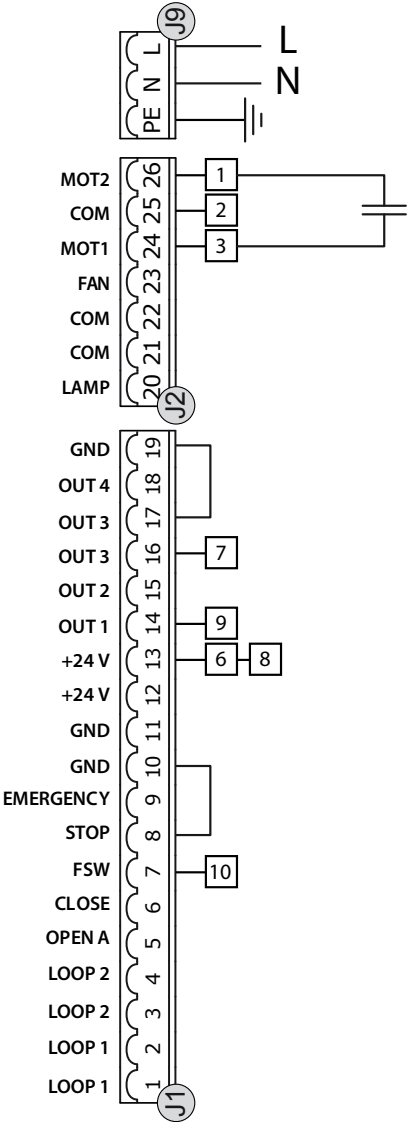 J9
L L
N N
PE
MOT2 26 1
COM 25 2
MOT1 24 3
FAN 23
COM 22
COM 21
LAMP 20
J2
GND 19
OUT 4 18
OUT 3 17
OUT 3 16 7
OUT 2 15
OUT 1 14 9
+24 V 13 6 8
+24 V 12
GND 11
GND 10
EMERGENCY 9
STOP 8
FSW 7 10
CLOSE 6
OPEN A 5
LOOP 2 4
LOOP 2 3
LOOP 1 2
LOOP 1 1
J1